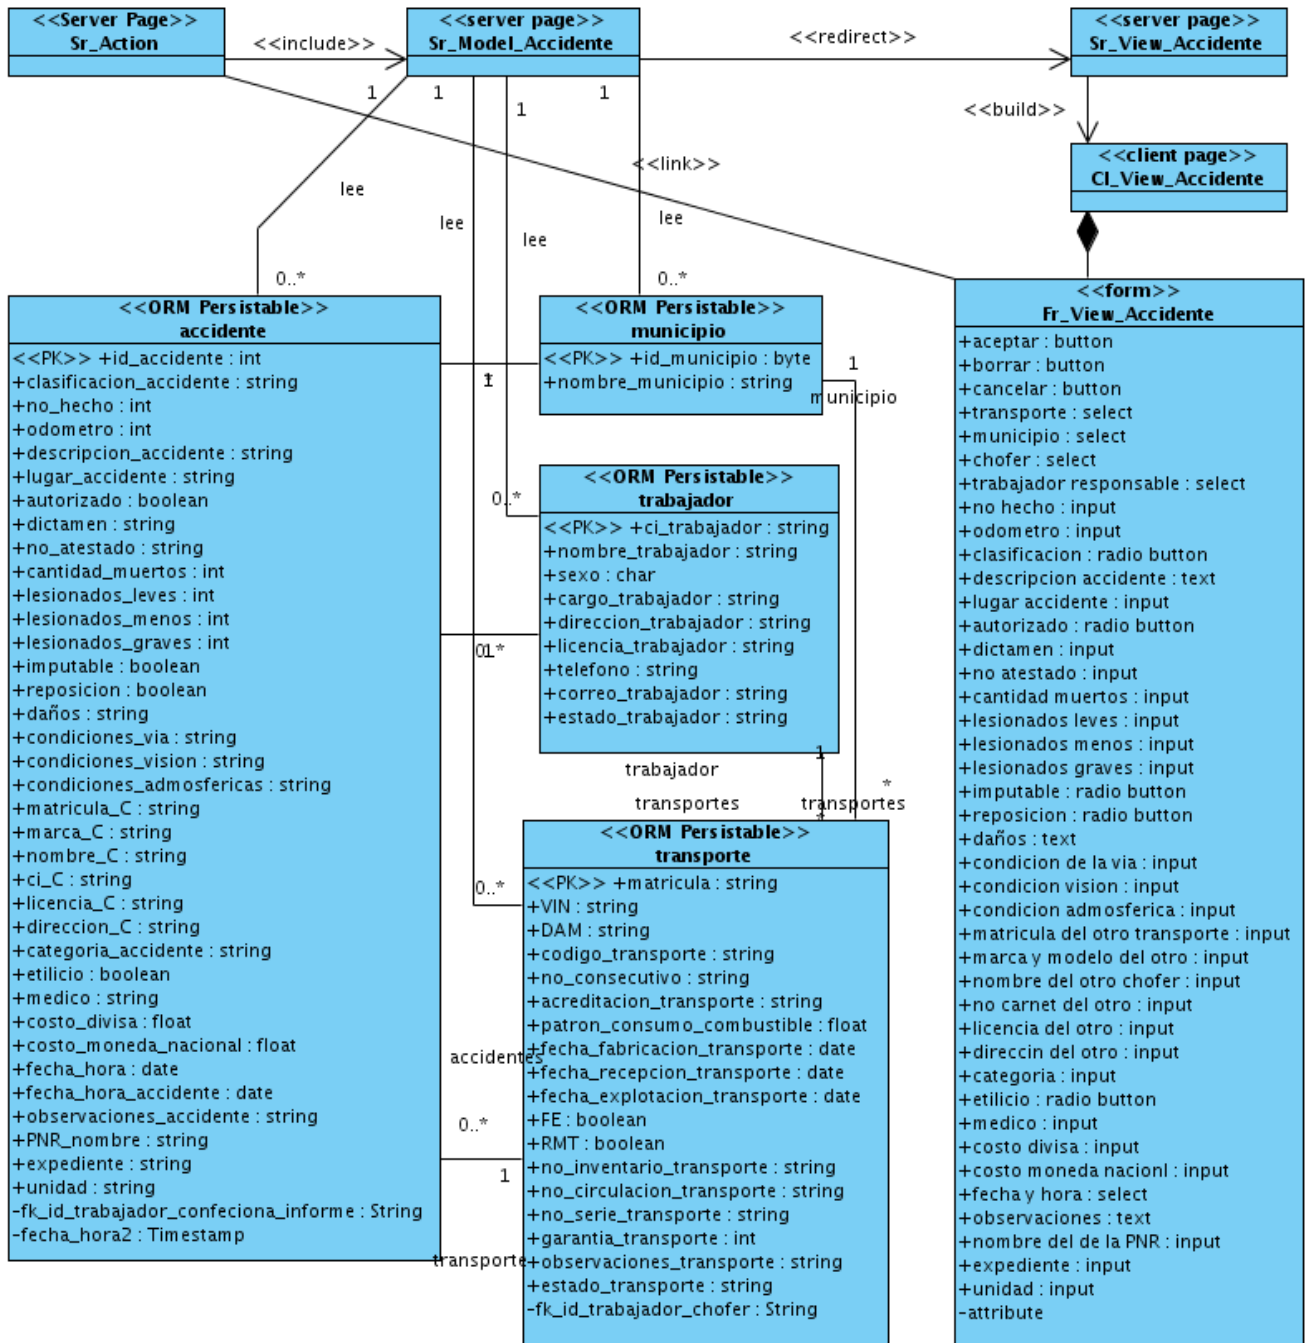 <<Server Page>>
Sr_Action
<<include>>
<<server page>>
Sr_Model_Accidente
<<redirect>>
<<server page>>
Sr_View_Accidente
<<build>>
<<client page>>
Cl_View_Accidente
1
1
1
1
<<link>>
lee
lee
lee
lee
0..*
0..*
<<ORM Persistable>>
accidente
<<PK>> +id_accidente : int
+clasificacion_accidente : string
+no_hecho : int
+odometro : int
+descripcion_accidente : string
+lugar_accidente : string
+autorizado : boolean
+dictamen : string
+no_atestado : string
+cantidad_muertos : int
+lesionados_leves : int
+lesionados_menos : int
+lesionados_graves : int
+imputable : boolean
+reposicion : boolean
+daños : string
+condiciones_via : string
+condiciones_vision : string
+condiciones_admosfericas : string
+matricula_C : string
+marca_C : string
+nombre_C : string
+ci_C : string
+licencia_C : string
+direccion_C : string
+categoria_accidente : string
+etilicio : boolean
+medico : string
+costo_divisa : float
+costo_moneda_nacional : float
+fecha_hora : date
+fecha_hora_accidente : date
+observaciones_accidente : string
+PNR_nombre : string
+expediente : string
+unidad : string
-fk_id_trabajador_confeciona_informe : String
-fecha_hora2 : Timestamp
<<ORM Persistable>>
municipio
<<PK>> +id_municipio : byte
+nombre_municipio : string
1
municipio
0..*
<<ORM Persistable>>
trabajador
<<PK>> +ci_trabajador : string
+nombre_trabajador : string
+sexo : char
+cargo_trabajador : string
+direccion_trabajador : string
+licencia_trabajador : string
+telefono : string
+correo_trabajador : string
+estado_trabajador : string
1
trabajador
*
transportes
transportes
*
0..*
<<ORM Persistable>>
transporte
<<PK>> +matricula : string
+VIN : string
+DAM : string
+codigo_transporte : string
+no_consecutivo : string
+acreditacion_transporte : string
+patron_consumo_combustible : float
+fecha_fabricacion_transporte : date
+fecha_recepcion_transporte : date
+fecha_explotacion_transporte : date
+FE : boolean
+RMT : boolean
+no_inventario_transporte : string
+no_circulacion_transporte : string
+no_serie_transporte : string
+garantia_transporte : int
+observaciones_transporte : string
+estado_transporte : string
-fk_id_trabajador_chofer : String
accidentes
0..*
1
transporte
<<form>>
Fr_View_Accidente
+aceptar : button
+borrar : button
+cancelar : button
+transporte : select
+municipio : select
+chofer : select
+trabajador responsable : select
+no hecho : input
+odometro : input
+clasificacion : radio button
+descripcion accidente : text
+lugar accidente : input
+autorizado : radio button
+dictamen : input
+no atestado : input
+cantidad muertos : input
+lesionados leves : input
+lesionados menos : input
+lesionados graves : input
+imputable : radio button
+reposicion : radio button
+daños : text
+condicion de la via : input
+condicion vision : input
+condicion admosferica : input
+matricula del otro transporte : input
+marca y modelo del otro : input
+nombre del otro chofer : input
+no carnet del otro : input
+licencia del otro : input
+direccin del otro : input
+categoria : input
+etilicio : radio button
+medico : input
+costo divisa : input
+costo moneda nacionl : input
+fecha y hora : select
+observaciones : text
+nombre del de la PNR : input
+expediente : input
+unidad : input
-attribute